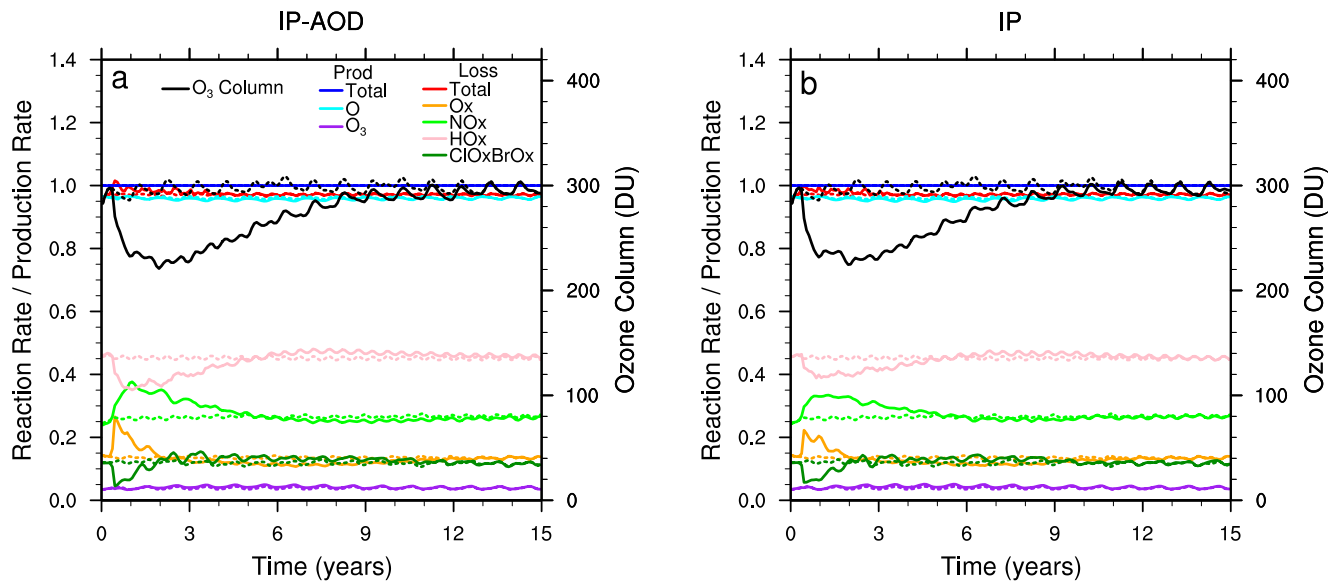 IP-AOD
a
O₃ Column
Prod
Total
O
O₃
Loss
Total
Ox
NOx
HOx
ClOxBrOx
Reaction Rate / Production Rate
1.4
1.2
1.0
0.8
0.6
0.4
0.2
0.0
0 3 6 9 12 15
Time (years)
400
300
200
100
0
Ozone Column (DU)
IP
b
Reaction Rate / Production Rate
1.4
1.2
1.0
0.8
0.6
0.4
0.2
0.0
0 3 6 9 12 15
Time (years)
400
300
200
100
0
Ozone Column (DU)